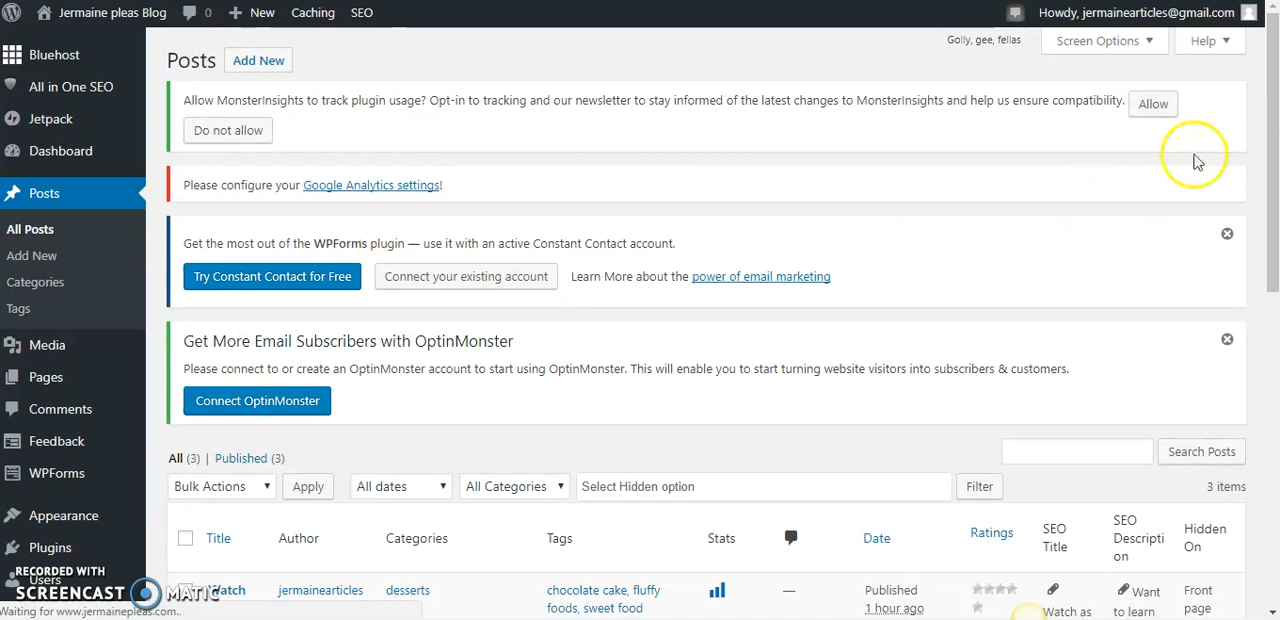 Jermaine pleas Blog 0 New Caching SEO Howdy, jermainearticles@gmail.com
Golly, gee, fellas Screen Options ▼ Help ▼
Bluehost
All in One SEO
Jetpack
Dashboard
Posts
All Posts
Add New
Categories
Tags
Media
Pages
Comments
Feedback
WPForms
Appearance
Plugins
Users
Posts Add New
Allow MonsterInsights to track plugin usage? Opt-in to tracking and our newsletter to stay informed of the latest changes to MonsterInsights and help us ensure compatibility. Allow
Do not allow
Please configure your Google Analytics settings!
Get the most out of the WPForms plugin — use it with an active Constant Contact account.
Try Constant Contact for Free Connect your existing account Learn More about the power of email marketing
Get More Email Subscribers with OptinMonster
Please connect to or create an OptinMonster account to start using OptinMonster. This will enable you to start turning website visitors into subscribers & customers.
Connect OptinMonster
All (3) | Published (3) Search Posts
Bulk Actions ▼ Apply All dates ▼ All Categories ▼ Select Hidden option Filter 3 items
Title Author Categories Tags Stats Date Ratings SEO Title SEO Descripti on Hidden On
Watch jermainearticles desserts chocolate cake, fluffy Published Want Front
foods, sweet food 1 hour ago Watch as to learn page
RECORDED WITH
SCREENCAST MATIC
Waiting for www.jermainepleas.com...